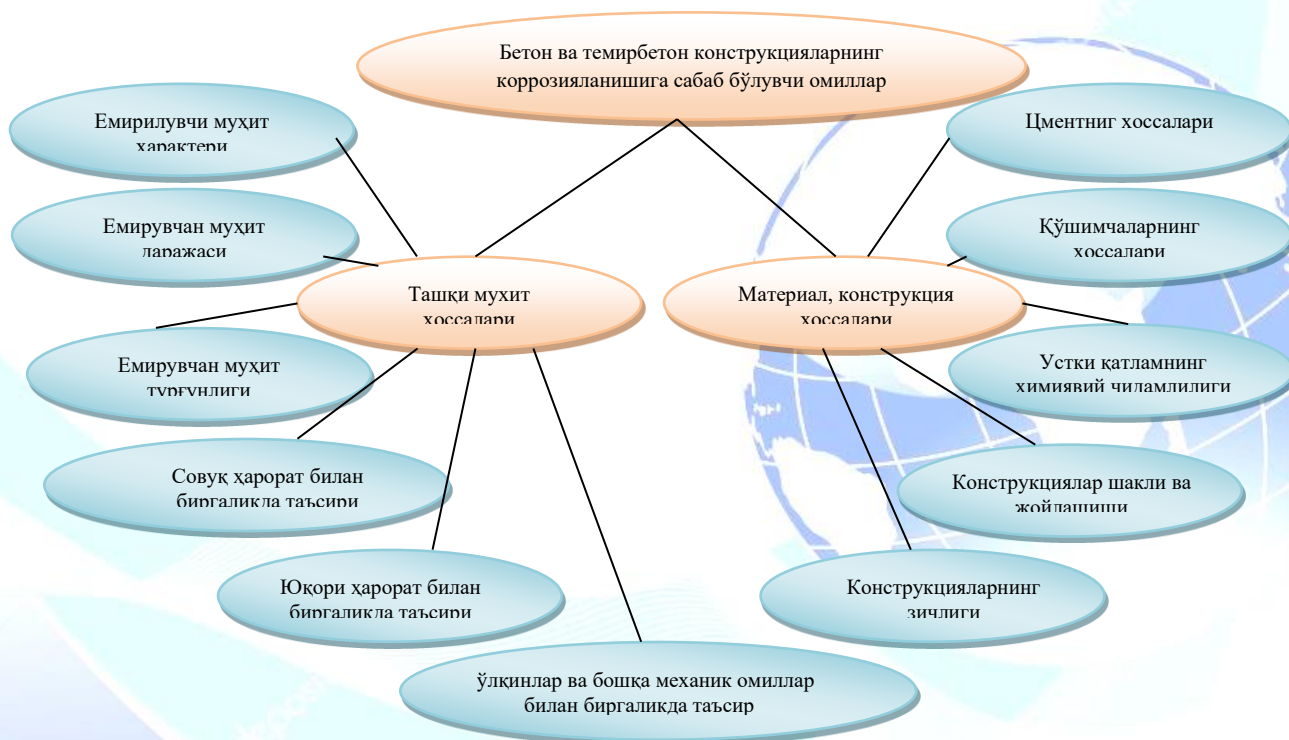 Бетон ва темирбетон конструкцияларнинг
коррозияланишига сабаб бўлувчи омиллар
Емирилувчи муҳит
характери
Цментниг хоссалари
Емирувчан муҳит
даражаси
Қўшимчаларнинг
хоссалари
Ташқи мухит
хоссалари
Материал, конструкция
хоссалари
Емирувчан муҳит
турғунлиги
Устки қатламнинг
химиявий чидамлилиги
Совуқ ҳарорат билан
биргаликда таъсири
Конструкциялар шакли ва
жойлашиши
Юқори ҳарорат билан
биргаликда таъсири
Конструкцияларнинг
зичлиги
ўлқинлар ва бошқа механик омиллар
билан биргаликда таъсир